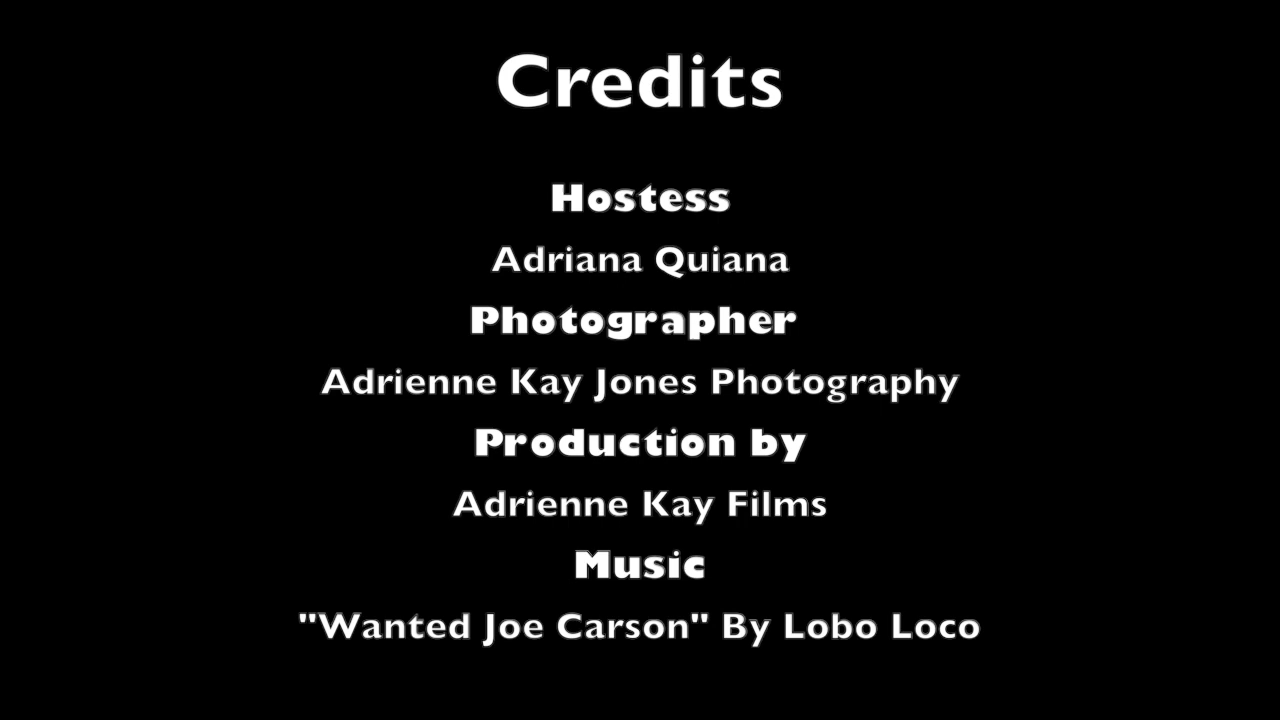 Credits
Hostess
Adriana Quiana
Photographer
Adrienne Kay Jones Photography
Production by
Adrienne Kay Films
Music
"Wanted Joe Carson" By Lobo Loco